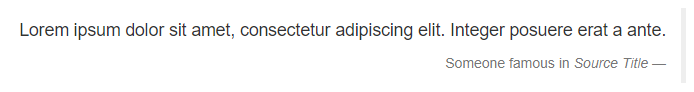 Lorem ipsum dolor sit amet, consectetur adipiscing elit. Integer posuere erat a ante.
Someone famous in Source Title —